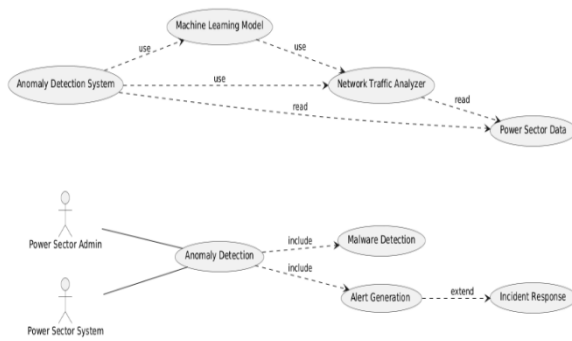 Machine Learning Model
use
use
Anomaly Detection System
use
Network Traffic Analyzer
read
read
Power Sector Data
Power Sector Admin
include
Malware Detection
Anomaly Detection
include
Alert Generation
extend
Incident Response
Power Sector System